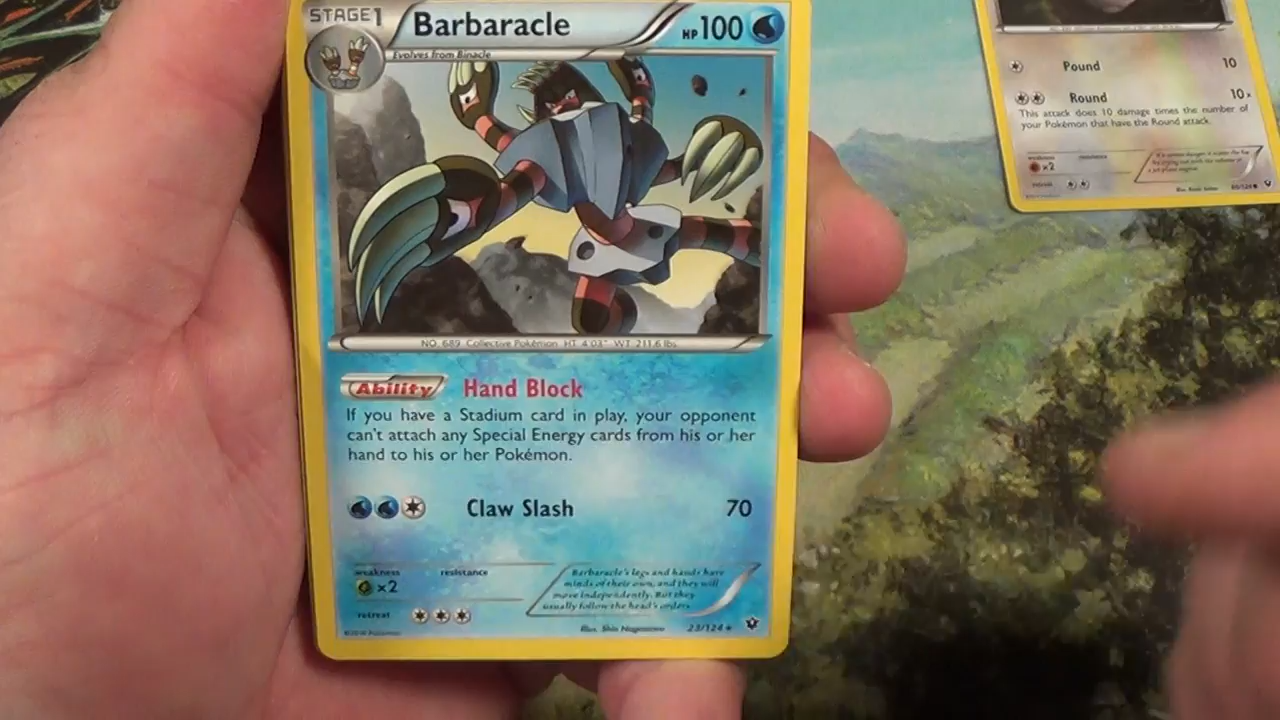 STAGE1
Barbaracle
HP100
Evolves from Binacle
NO. 689 Collective Pokémon HT. 4'03" WT. 211.6 lbs.
Ability Hand Block
If you have a Stadium card in play, your opponent
can't attach any Special Energy cards from his or her
hand to his or her Pokémon.
Claw Slash 70
weakness resistance
×2
retreat
Barbaracle's legs and hands have
minds of their own, and they will
move independently. But they
usually follow the head's orders.
Illus. Shin Nagasawa 23/124
©2016 Pokémon
Pound 10
Round 10×
This attack does 10 damage times the number of
your Pokémon that have the Round attack.
weakness resistance
×2
retreat